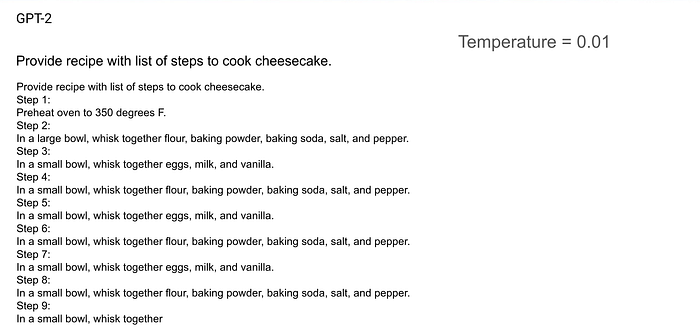 GPT-2
Temperature = 0.01
Provide recipe with list of steps to cook cheesecake.
Provide recipe with list of steps to cook cheesecake.
Step 1:
Preheat oven to 350 degrees F.
Step 2:
In a large bowl, whisk together flour, baking powder, baking soda, salt, and pepper.
Step 3:
In a small bowl, whisk together eggs, milk, and vanilla.
Step 4:
In a small bowl, whisk together flour, baking powder, baking soda, salt, and pepper.
Step 5:
In a small bowl, whisk together eggs, milk, and vanilla.
Step 6:
In a small bowl, whisk together flour, baking powder, baking soda, salt, and pepper.
Step 7:
In a small bowl, whisk together eggs, milk, and vanilla.
Step 8:
In a small bowl, whisk together flour, baking powder, baking soda, salt, and pepper.
Step 9:
In a small bowl, whisk together